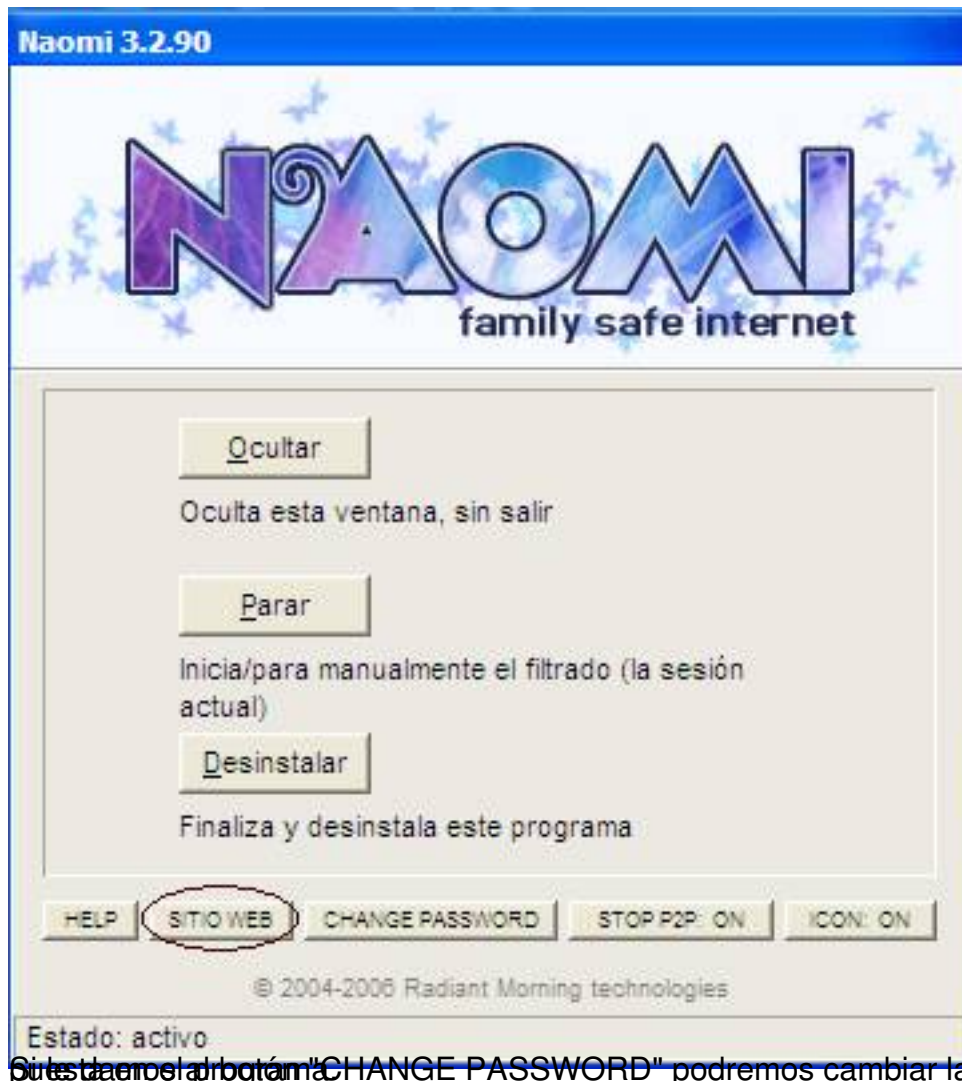 Naomi 3.2.90
NAOMI
family safe internet
Ocultar
Oculta esta ventana, sin salir
Parar
Inicia/para manualmente el filtrado (la sesión
actual)
Desinstalar
Finaliza y desinstala este programa
HELP SITIO WEB CHANGE PASSWORD STOP P2P: ON ICON: ON
© 2004-2006 Radiant Morning technologies
Estado: activo
"CHANGE PASSWORD" podremos cambiar la